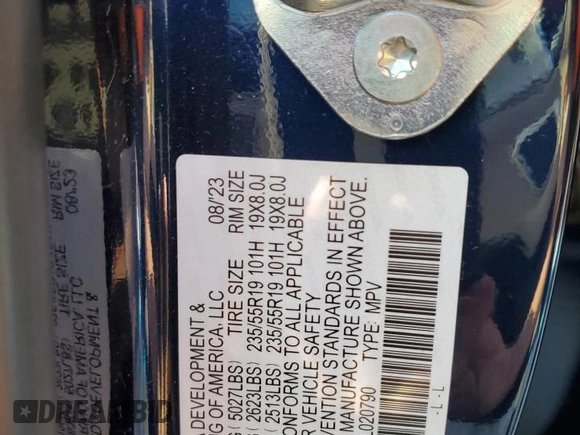 A DEVELOPMENT &
G OF AMERICA, LLC 08/'23
G ( 5027LBS) TIRE SIZE RIM SIZE
G ( 2623LBS) 235/55R19 101H 19X8.0J
G ( 2513LBS) 235/55R19 101H 19X8.0J
ONFORMS TO ALL APPLICABLE
R VEHICLE SAFETY
VENTION STANDARDS IN EFFECT
MANUFACTURE SHOWN ABOVE.
020790 TYPE: MPV
- L - L
DREAMBID